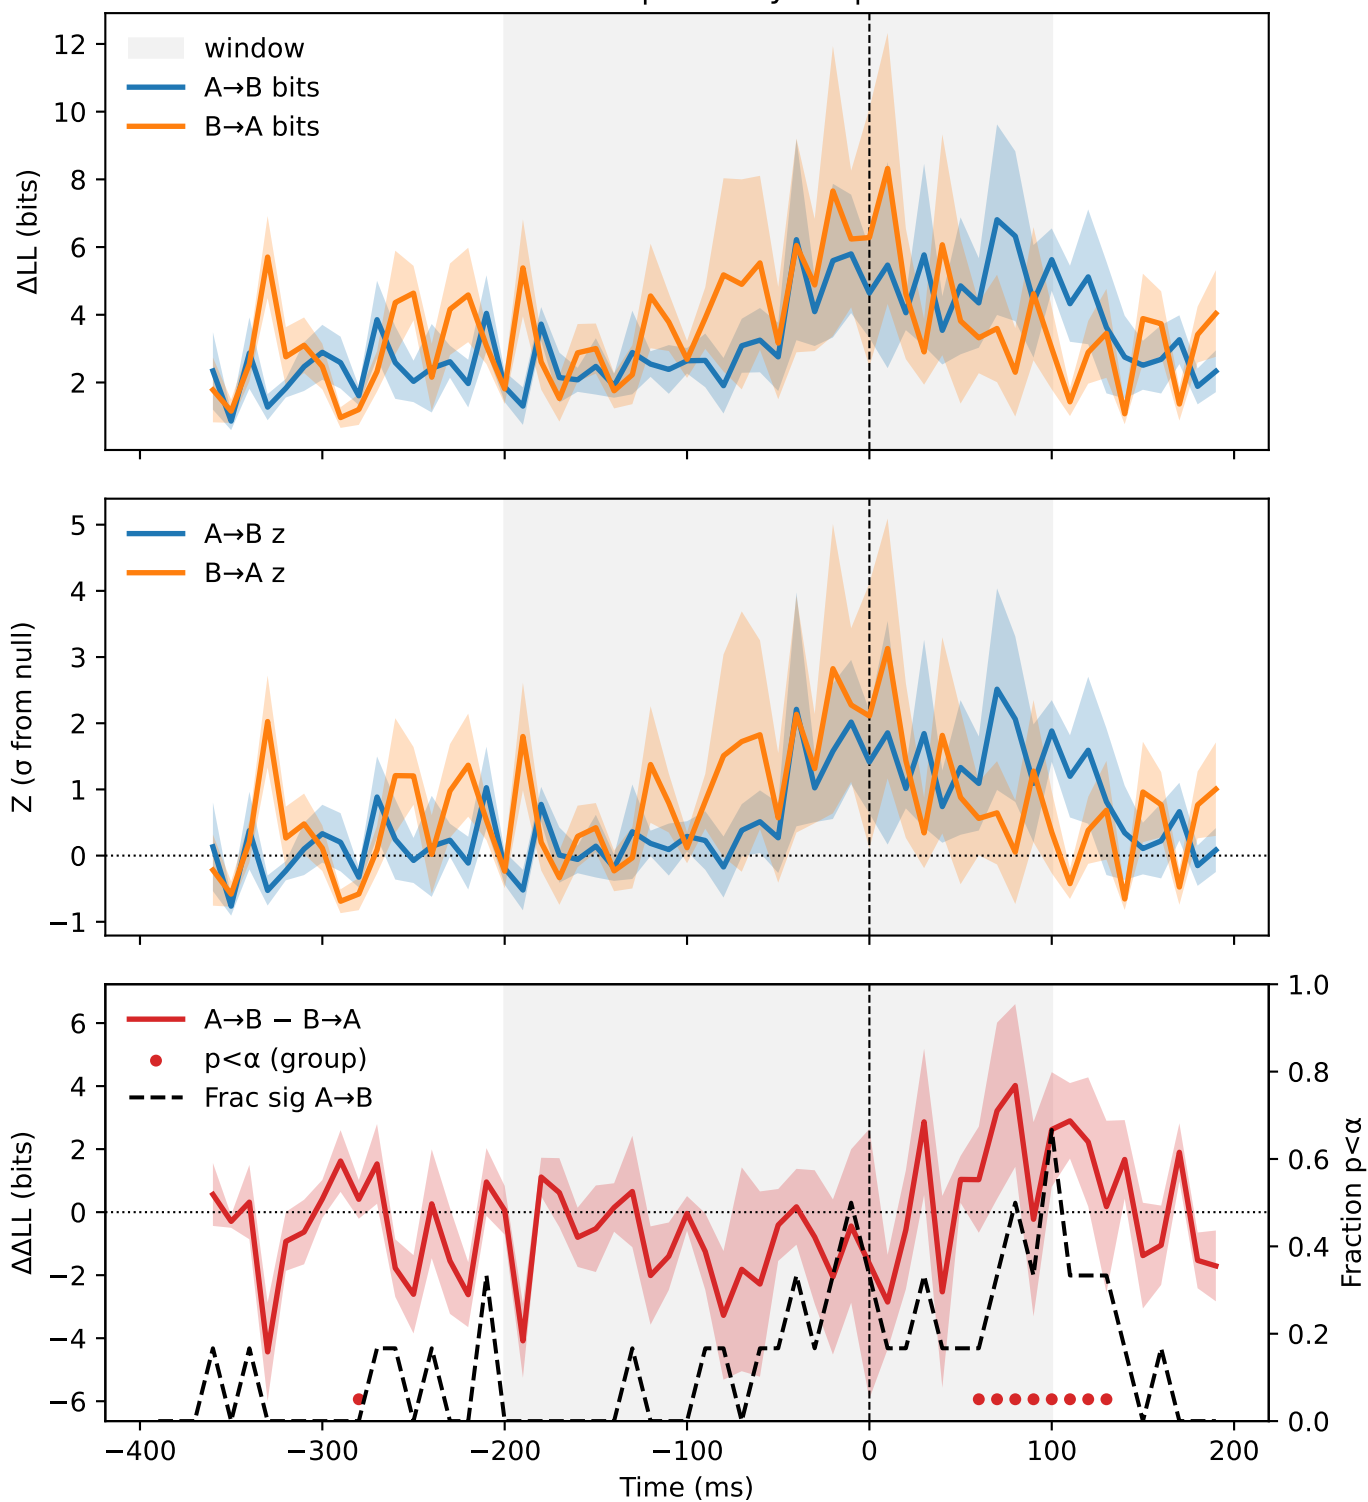 window
A→B bits
B→A bits
ΔLL (bits)
12
10
8
6
4
2
A→B z
B→A z
Z (σ from null)
5
4
3
2
1
0
−1
A→B − B→A
p<α (group)
Frac sig A→B
ΔΔLL (bits)
6
4
2
0
−2
−4
−6
1.0
0.8
0.6
0.4
0.2
0.0
Fraction p<α
−400
−300
−200
−100
0
100
200
Time (ms)